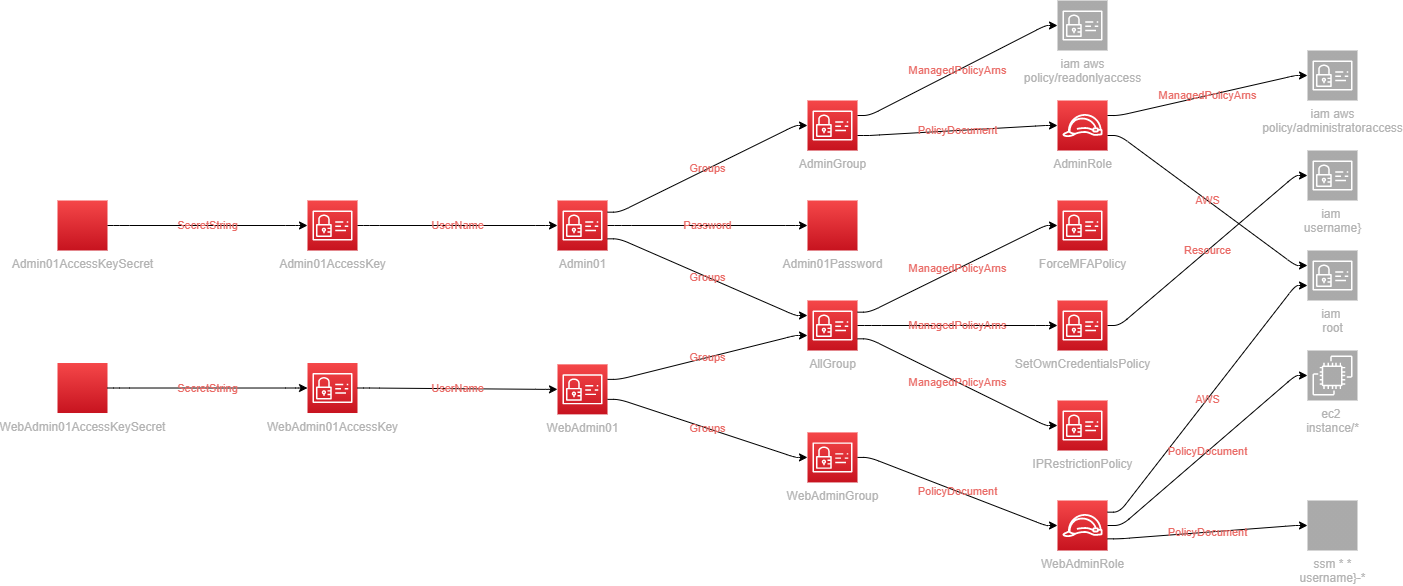 iam aws
policy/readonlyaccess
ManagedPolicyArns
ManagedPolicyArns
iam aws
policy/administratoraccess
PolicyDocument
AdminGroup
AdminRole
Groups
AWS
iam
username}
SecretString
UserName
Password
Admin01AccessKeySecret
Admin01AccessKey
Admin01
Admin01Password
ManagedPolicyArns
ForceMFAPolicy
Resource
Groups
iam
root
ManagedPolicyArns
Groups
AllGroup
SetOwnCredentialsPolicy
SecretString
UserName
ManagedPolicyArns
AWS
ec2
instance/*
WebAdmin01AccessKeySecret
WebAdmin01AccessKey
WebAdmin01
Groups
IPRestrictionPolicy
PolicyDocument
WebAdminGroup
PolicyDocument
PolicyDocument
WebAdminRole
ssm * *
username}-*